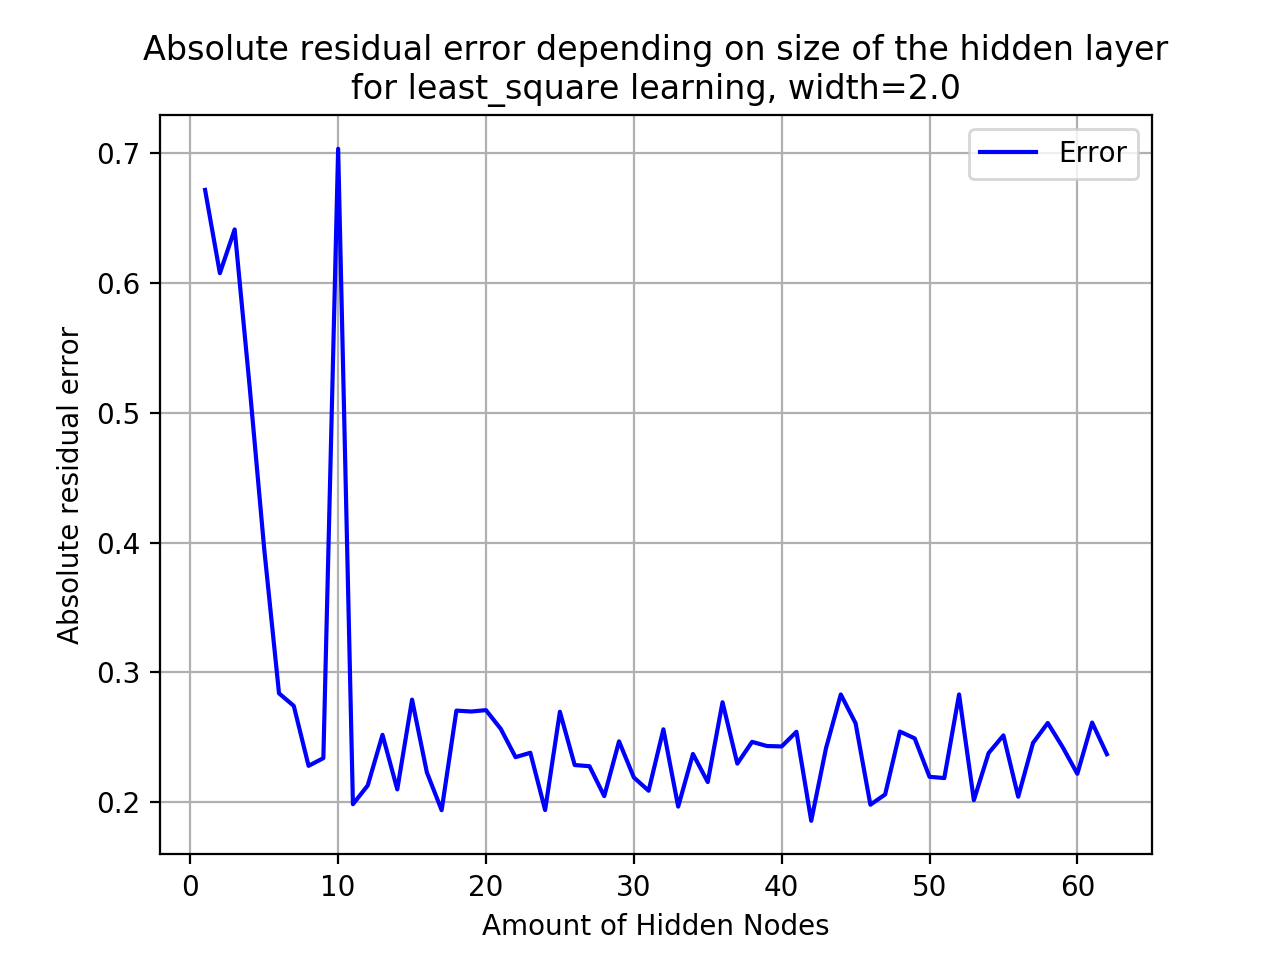 Absolute residual error depending on size of the hidden layer
for least_square learning, width=2.0
Error
Absolute residual error
0.7
0.6
0.5
0.4
0.3
0.2
0 10 20 30 40 50 60
Amount of Hidden Nodes